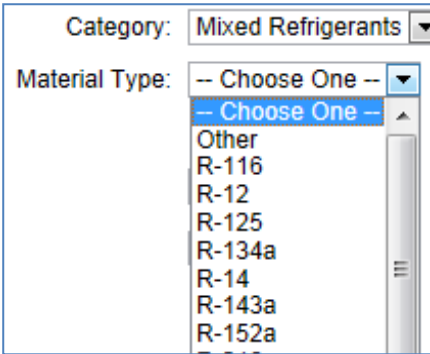 Category: Mixed Refrigerants
Material Type: -- Choose One --
-- Choose One --
Other
R-116
R-12
R-125
R-134a
R-14
R-143a
R-152a